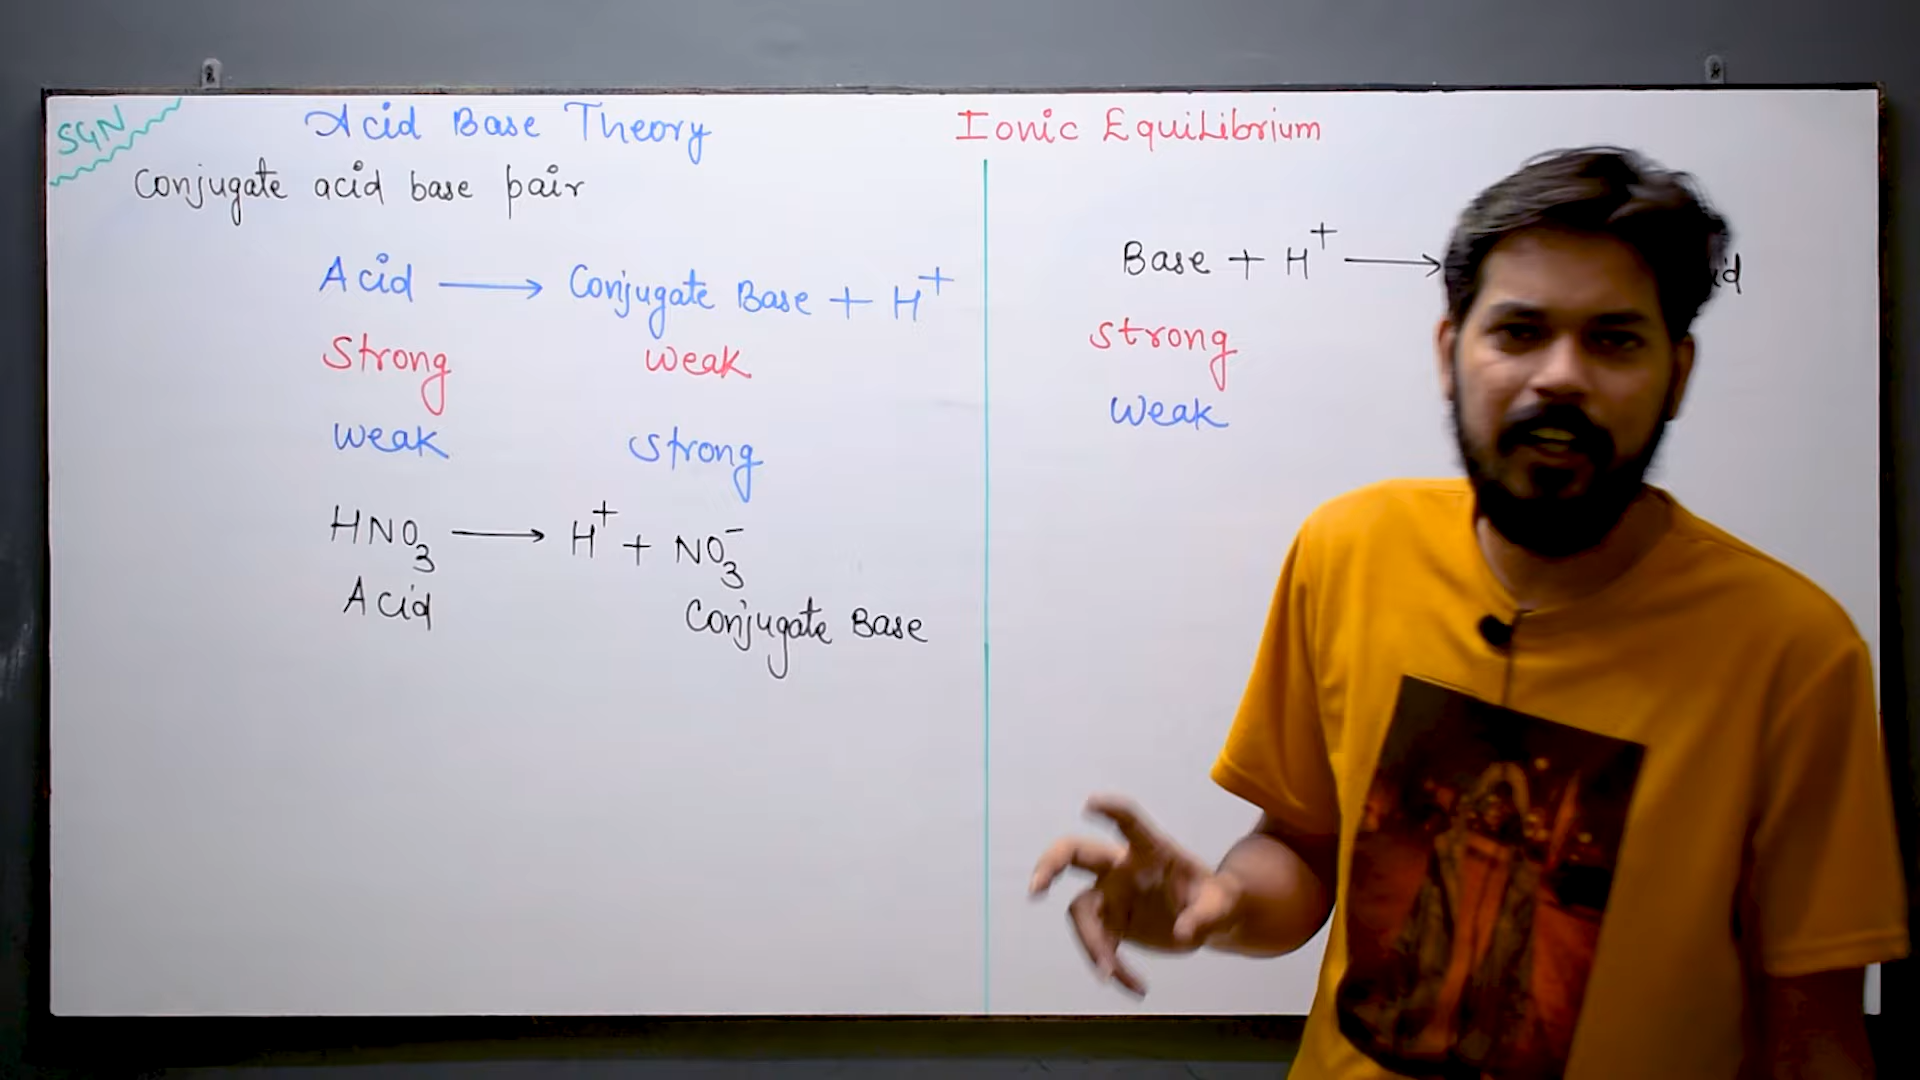 SGN
Acid Base Theory
Ionic Equilibrium
Conjugate acid base pair
Acid ⟶ Conjugate Base + H⁺
Strong weak
weak strong
HNO₃ ⟶ H⁺ + NO₃⁻
Acid Conjugate Base
Base + H⁺ ⟶
strong
weak